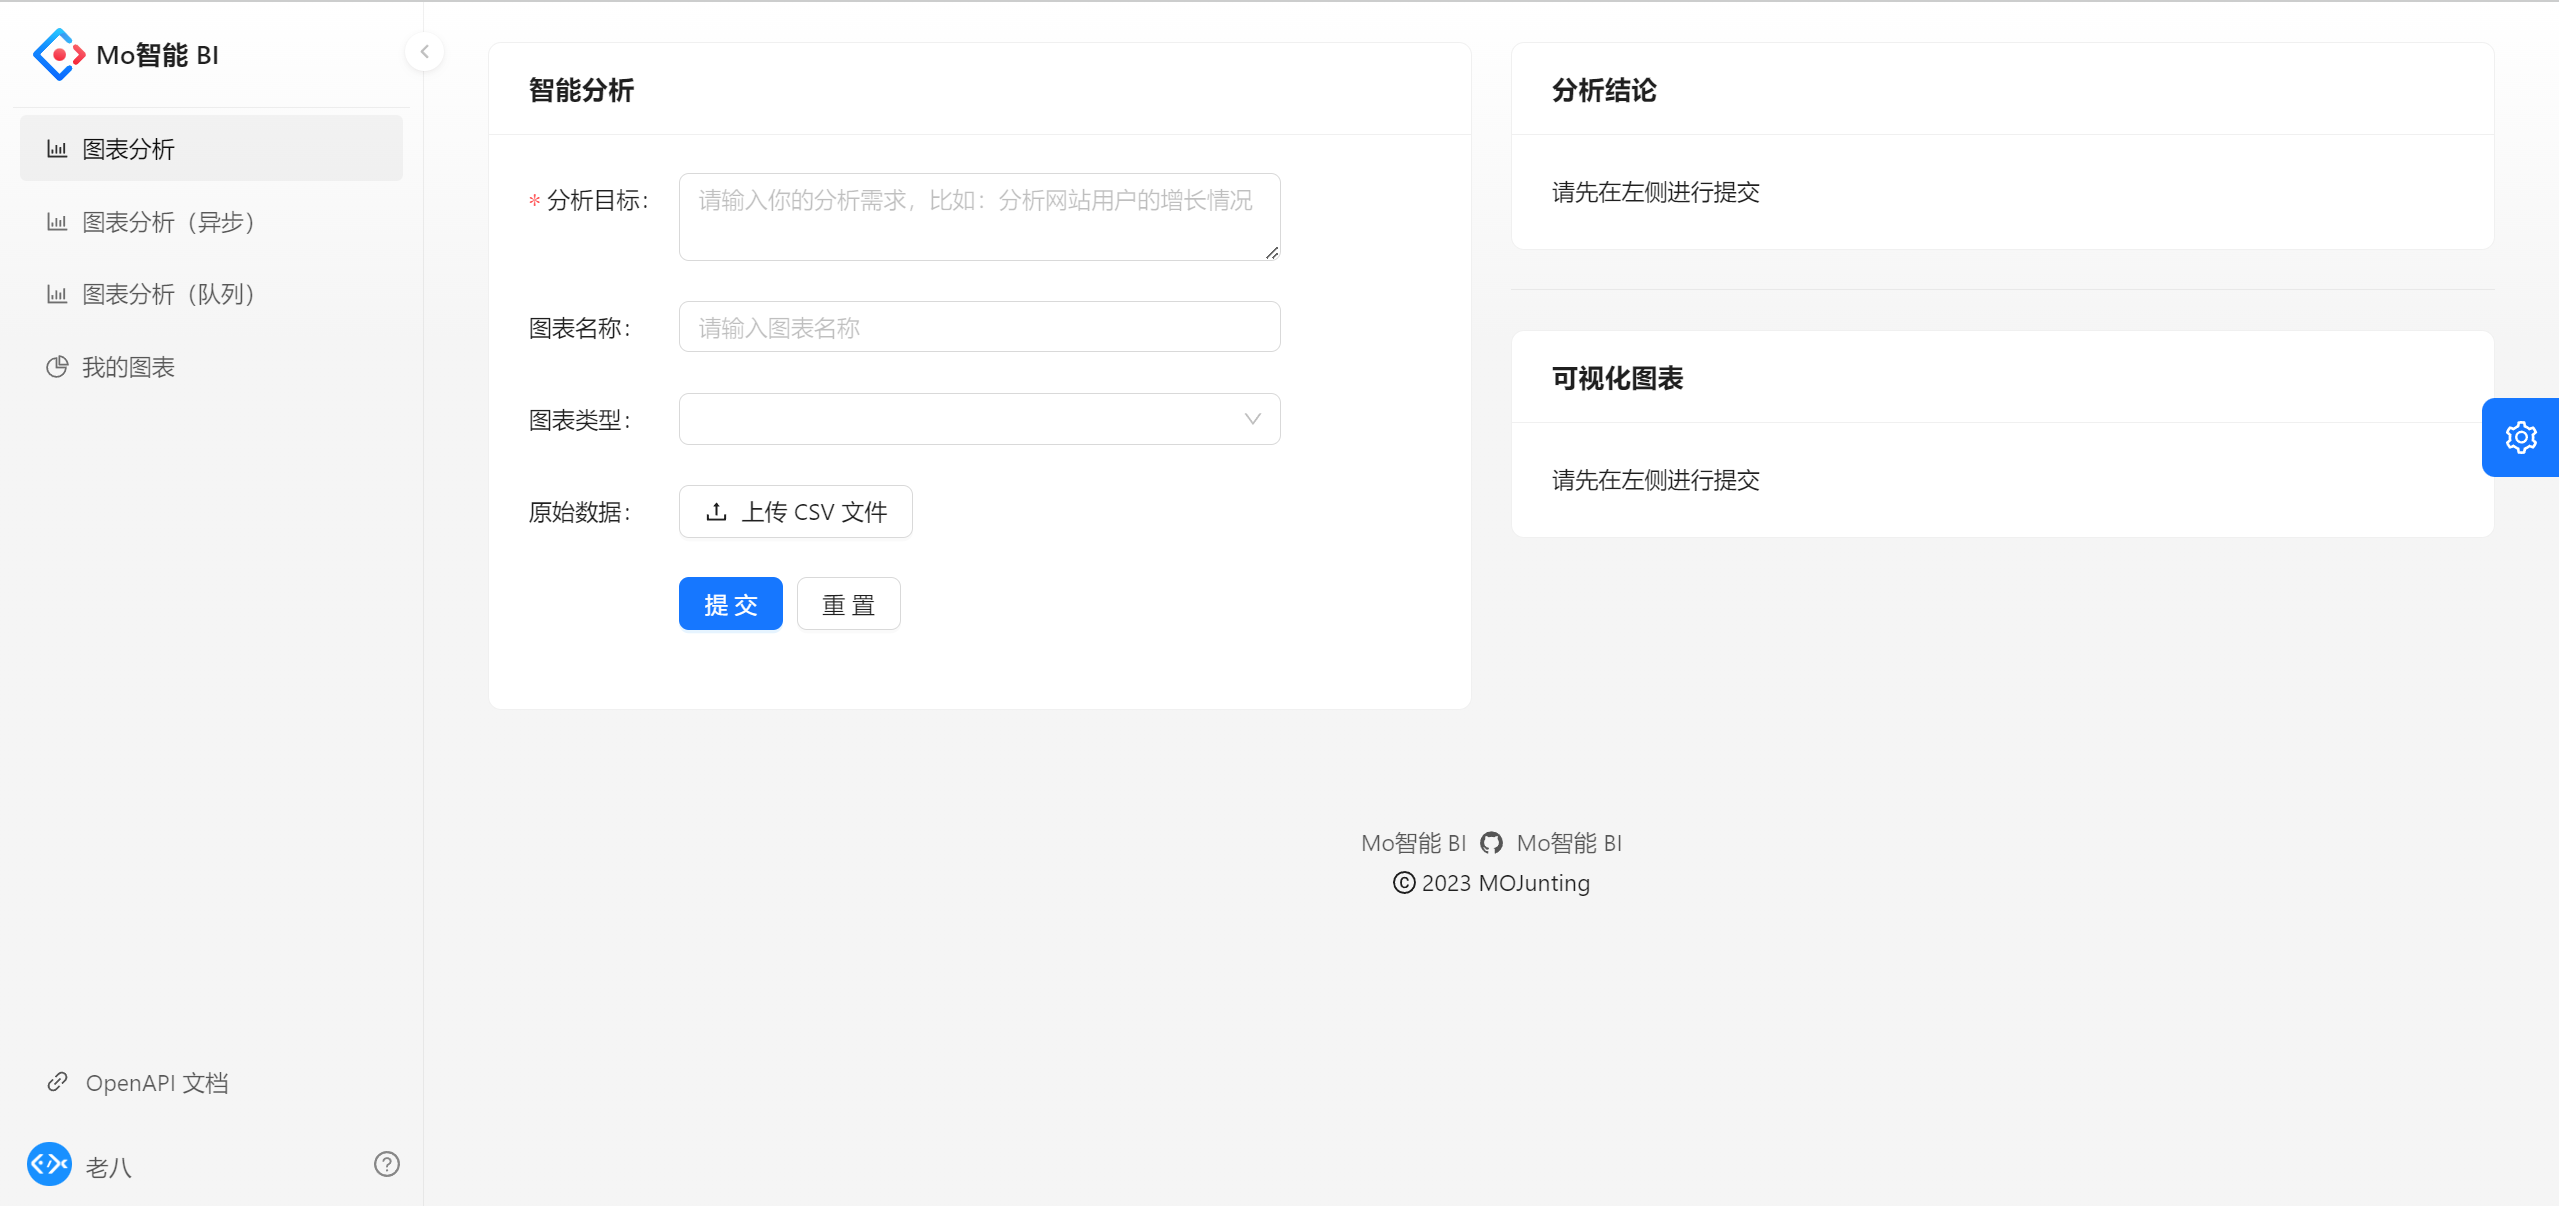 Mo智能 BI
图表分析
图表分析（异步）
图表分析（队列）
我的图表
OpenAPI 文档
老八
智能分析
* 分析目标：
请输入你的分析需求，比如：分析网站用户的增长情况
图表名称：
请输入图表名称
图表类型：
原始数据：
上传 CSV 文件
提 交
重 置
分析结论
请先在左侧进行提交
可视化图表
请先在左侧进行提交
Mo智能 BI Mo智能 BI
© 2023 MOJunting